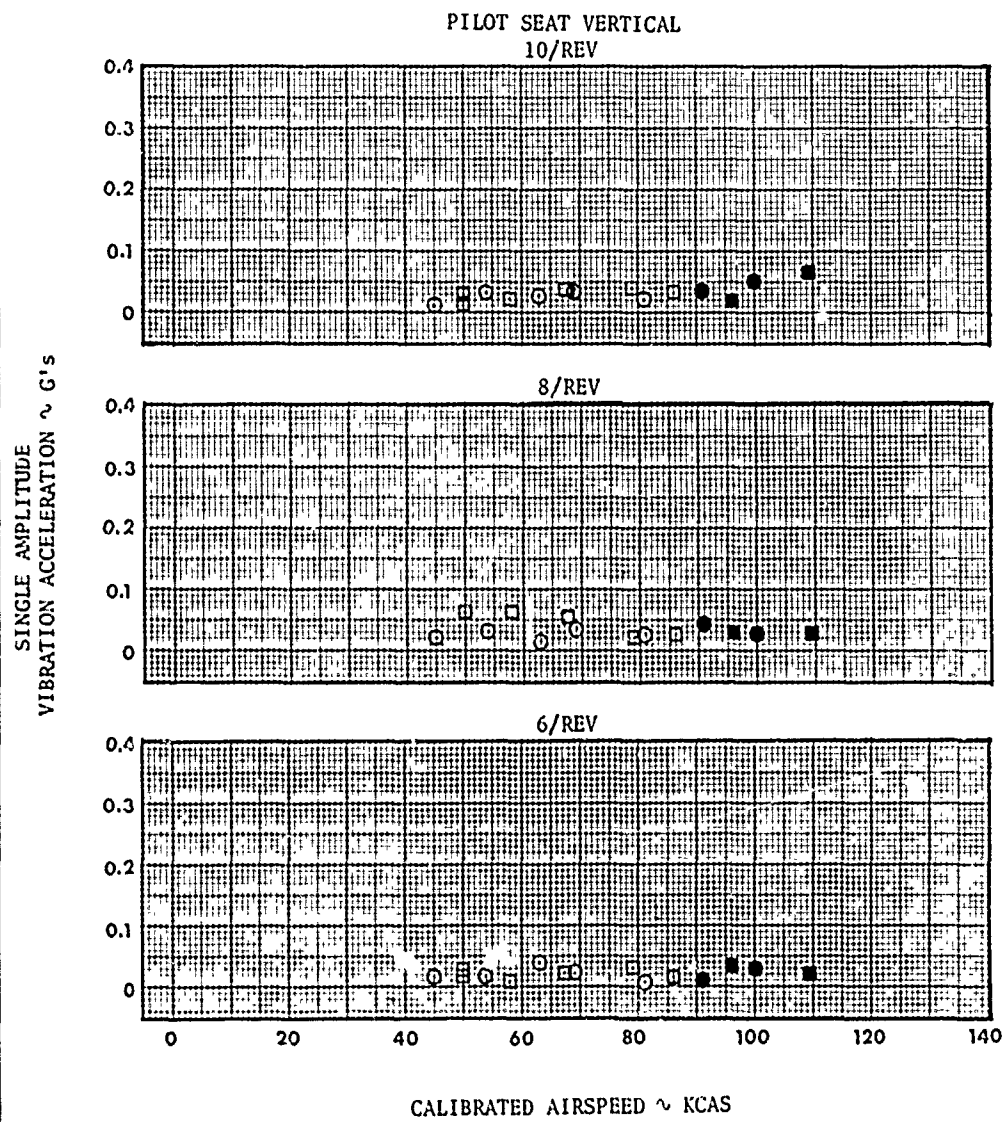 PILOT SEAT VERTICAL
10/REV
0.4
0.3
0.2
0.1
0
8/REV
0.4
0.3
0.2
0.1
0
6/REV
0.4
0.3
0.2
0.1
0
0 20 40 60 80 100 120 140
SINGLE AMPLITUDE
VIBRATION ACCELERATION ~ G's
CALIBRATED AIRSPEED ~ KCAS